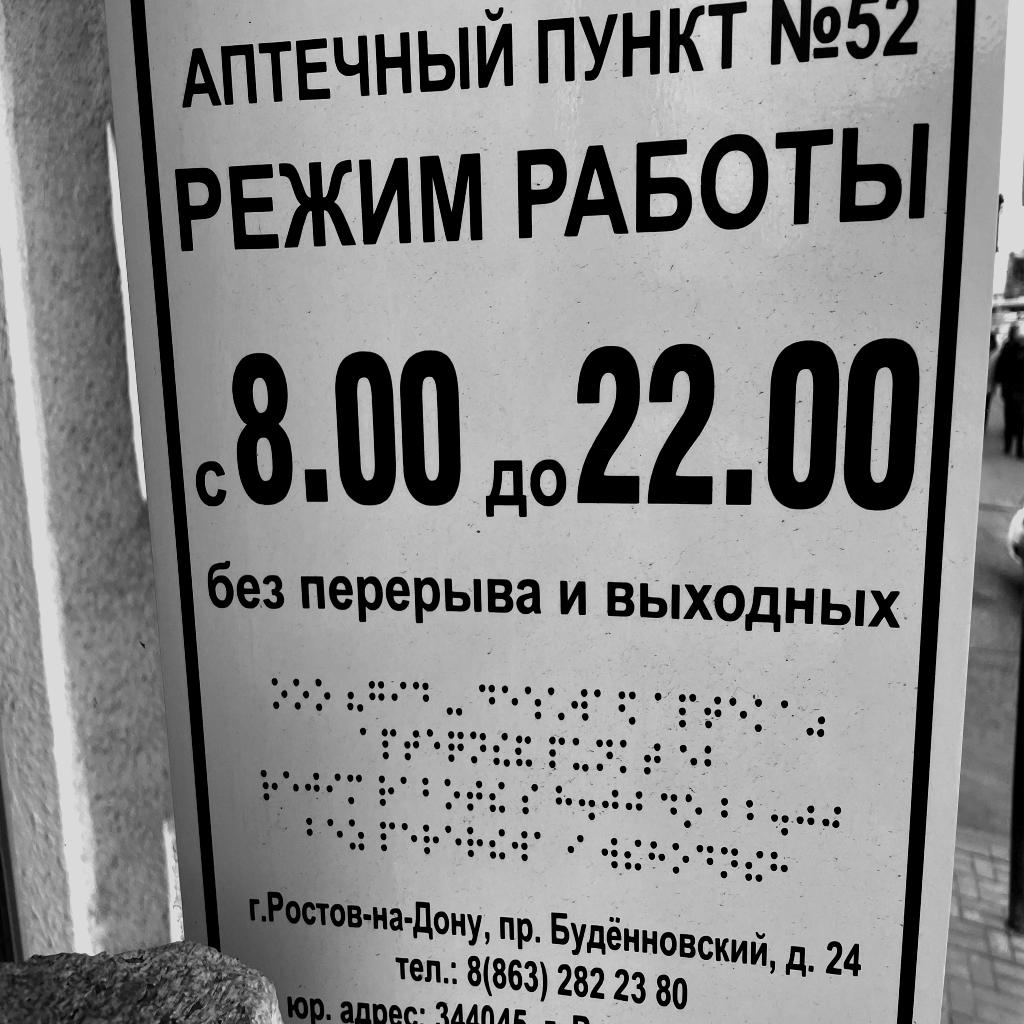 АПТЕЧНЫЙ ПУНКТ №52
РЕЖИМ РАБОТЫ
с 8.00 до 22.00
без перерыва и выходных
г.Ростов-на-Дону, пр. Будённовский, д. 24
тел.: 8(863) 282 23 80
юр. адрес: 344045, г.